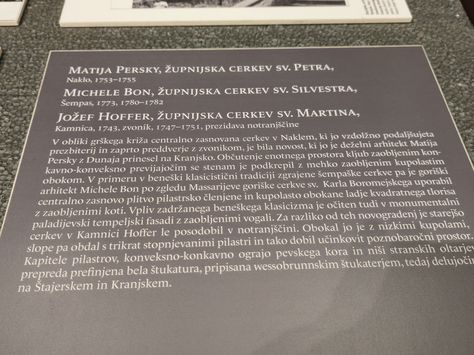 MATIJA PERSKY, ŽUPNIJSKA CERKEV SV. PETRA,
Naklo, 1753–1755
MICHELE BON, ŽUPNIJSKA CERKEV SV. SILVESTRA,
Šempas, 1773, 1780–1782
JOŽEF HOFFER, ŽUPNIJSKA CERKEV SV. MARTINA,
Kamnica, 1743, zvonik, 1747–1751, prezidava notranjščine
V obliki grškega križa centralno zasnovana cerkev v Naklem, ki jo vzdolžno podaljšujeta
prezbiterij in zaprto preddverje z zvonikom, je bila novost, ki jo je deželni arhitekt Matija
Persky z Dunaja prinesel na Kranjsko. Občutenje enotnega prostora kljub zaobljenim kon-
kavno-konveksno previjajočim se stenam je podkrepil z mehko zaobljenim kupolastim
obokom. V primeru v beneški klasicistični tradiciji zgrajene šempaške cerkve pa je goriški
arhitekt Michele Bon po zgledu Massarijeve goriške cerkve sv. Karla Boromejskega uporabil
centralno zasnovo plitvo pilastrsko členjene in kupolasto obokane ladje kvadratnega tlorisa
z zaobljenimi koti. Vpliv zadržanega beneškega klasicizma je očiten tudi v monumentalni
paladijevski tempeljski fasadi z zaobljenimi vogali. Za razliko od teh novogradenj je starejšo
cerkev v Kamnici Hoffer le posodobil v notranjščini. Obokal jo je z nizkimi kupolami,
slope pa obdal s trikrat stopnjevanimi pilastri in tako dobil učinkovit poznobaročni prostor.
Kapitele pilastrov, konveksno-konkavno ograjo pevskega kora in niši stranskih oltarjev
prepreda prefinjena bela štukatura, pripisana wessobrunnskim štukaterjem, tedaj delujočim
na Štajerskem in Kranjskem.